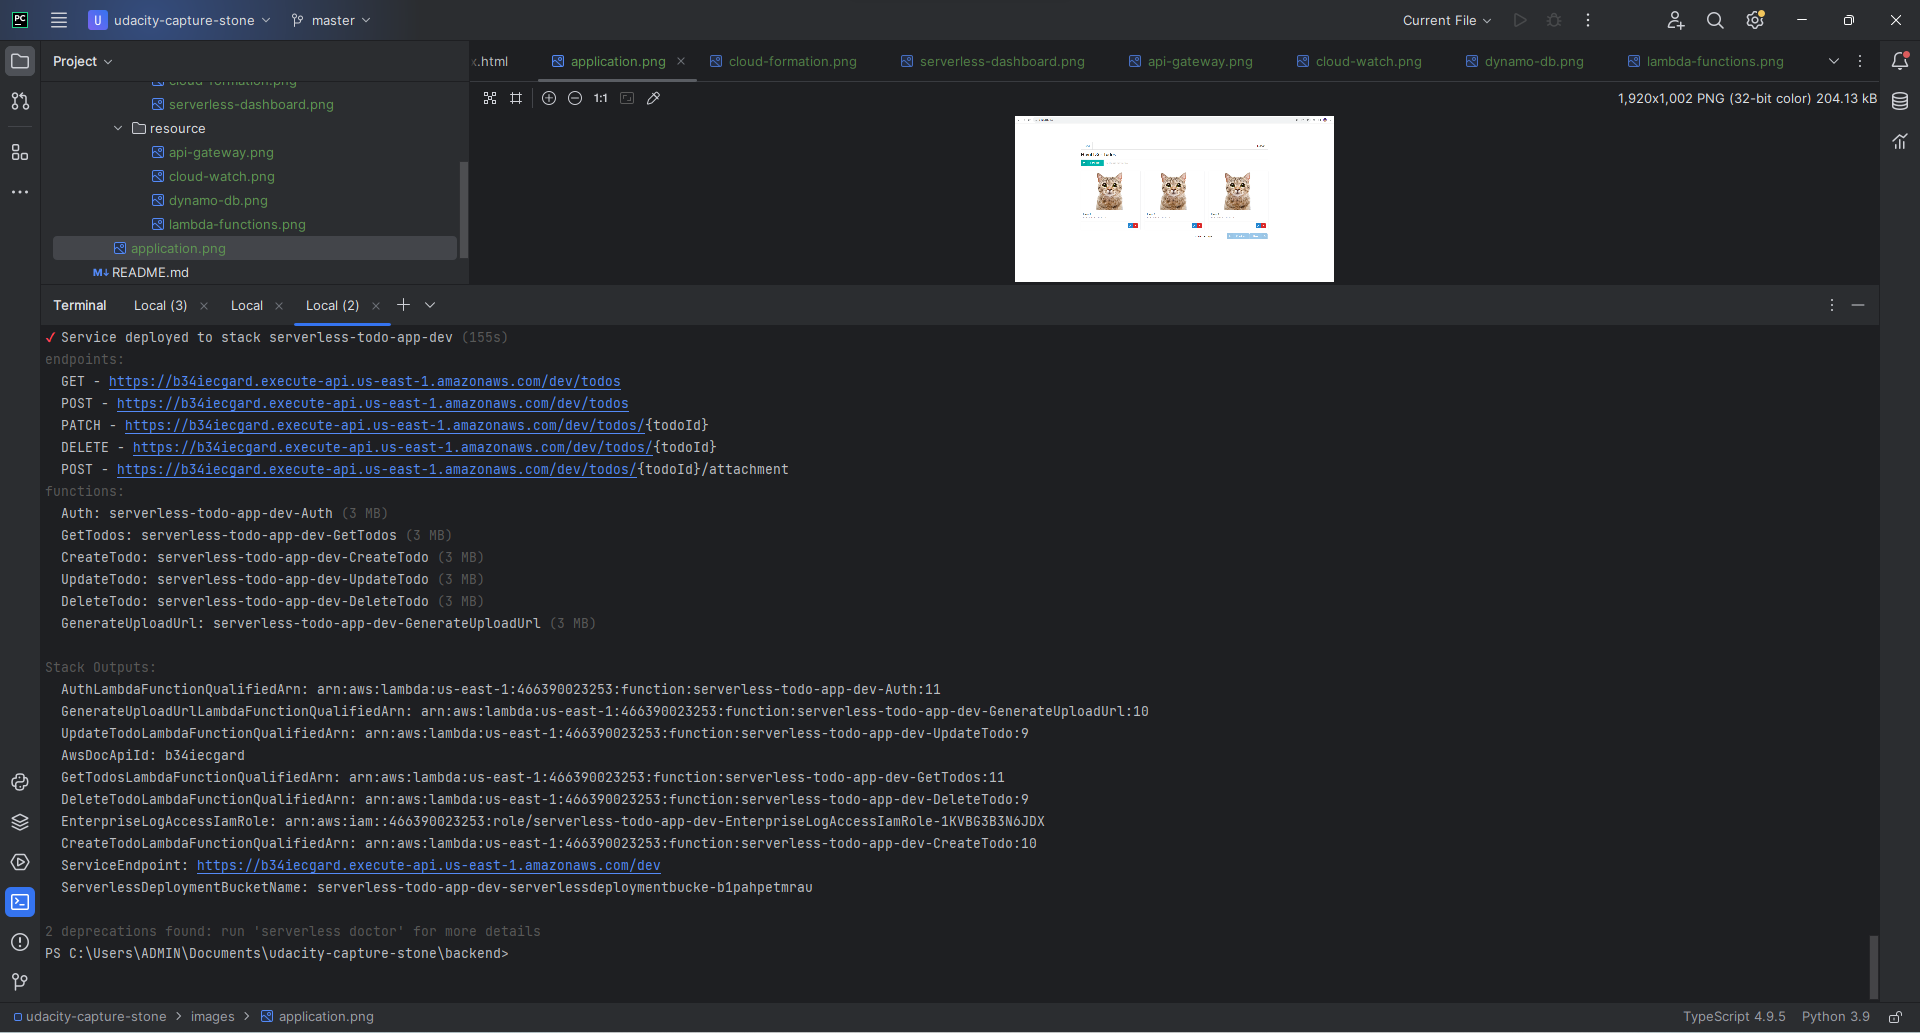 PC
U udacity-capture-stone master Current File
Project
.html application.png cloud-formation.png serverless-dashboard.png api-gateway.png cloud-watch.png dynamo-db.png lambda-functions.png
1:1 1,920x1,002 PNG (32-bit color) 204.13 kB
cloud-formation.png
serverless-dashboard.png
resource
api-gateway.png
cloud-watch.png
dynamo-db.png
lambda-functions.png
application.png
M↓ README.md
Terminal Local (3) Local Local (2)
✓ Service deployed to stack serverless-todo-app-dev (155s)
endpoints:
GET - https://b34iecgard.execute-api.us-east-1.amazonaws.com/dev/todos
POST - https://b34iecgard.execute-api.us-east-1.amazonaws.com/dev/todos
PATCH - https://b34iecgard.execute-api.us-east-1.amazonaws.com/dev/todos/{todoId}
DELETE - https://b34iecgard.execute-api.us-east-1.amazonaws.com/dev/todos/{todoId}
POST - https://b34iecgard.execute-api.us-east-1.amazonaws.com/dev/todos/{todoId}/attachment
functions:
Auth: serverless-todo-app-dev-Auth (3 MB)
GetTodos: serverless-todo-app-dev-GetTodos (3 MB)
CreateTodo: serverless-todo-app-dev-CreateTodo (3 MB)
UpdateTodo: serverless-todo-app-dev-UpdateTodo (3 MB)
DeleteTodo: serverless-todo-app-dev-DeleteTodo (3 MB)
GenerateUploadUrl: serverless-todo-app-dev-GenerateUploadUrl (3 MB)
Stack Outputs:
AuthLambdaFunctionQualifiedArn: arn:aws:lambda:us-east-1:466390023253:function:serverless-todo-app-dev-Auth:11
GenerateUploadUrlLambdaFunctionQualifiedArn: arn:aws:lambda:us-east-1:466390023253:function:serverless-todo-app-dev-GenerateUploadUrl:10
UpdateTodoLambdaFunctionQualifiedArn: arn:aws:lambda:us-east-1:466390023253:function:serverless-todo-app-dev-UpdateTodo:9
AwsDocApiId: b34iecgard
GetTodosLambdaFunctionQualifiedArn: arn:aws:lambda:us-east-1:466390023253:function:serverless-todo-app-dev-GetTodos:11
DeleteTodoLambdaFunctionQualifiedArn: arn:aws:lambda:us-east-1:466390023253:function:serverless-todo-app-dev-DeleteTodo:9
EnterpriseLogAccessIamRole: arn:aws:iam::466390023253:role/serverless-todo-app-dev-EnterpriseLogAccessIamRole-1KVBG3B3N6JDX
CreateTodoLambdaFunctionQualifiedArn: arn:aws:lambda:us-east-1:466390023253:function:serverless-todo-app-dev-CreateTodo:10
ServiceEndpoint: https://b34iecgard.execute-api.us-east-1.amazonaws.com/dev
ServerlessDeploymentBucketName: serverless-todo-app-dev-serverlessdeploymentbucke-b1pahpetmrau
2 deprecations found: run 'serverless doctor' for more details
PS C:\Users\ADMIN\Documents\udacity-capture-stone\backend>
udacity-capture-stone > images > application.png TypeScript 4.9.5 Python 3.9